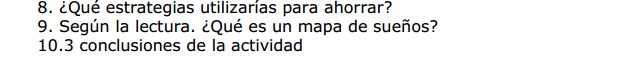 8. ¿Qué estrategias utilizarías para ahorrar?
9. Según la lectura. ¿Qué es un mapa de sueños?
10.3 conclusiones de la actividad